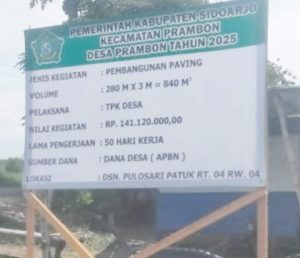 PEMERINTAH KABUPATEN SIDOARJO
KECAMATAN PRAMBON
DESA PRAMBON TAHUN 2025
JENIS KEGIATAN : PEMBANGUNAN PAVING
VOLUME : 280 M X 3 M = 840 M²
PELAKSANA : TPK DESA
NILAI KEGIATAN : RP. 141.120.000,00
LAMA PENGERJAAN : 50 HARI KERJA
SUMBER DANA : DANA DESA ( APBN )
LOKASI : DSN. PULOSARI PATUK RT. 04 RW. 04